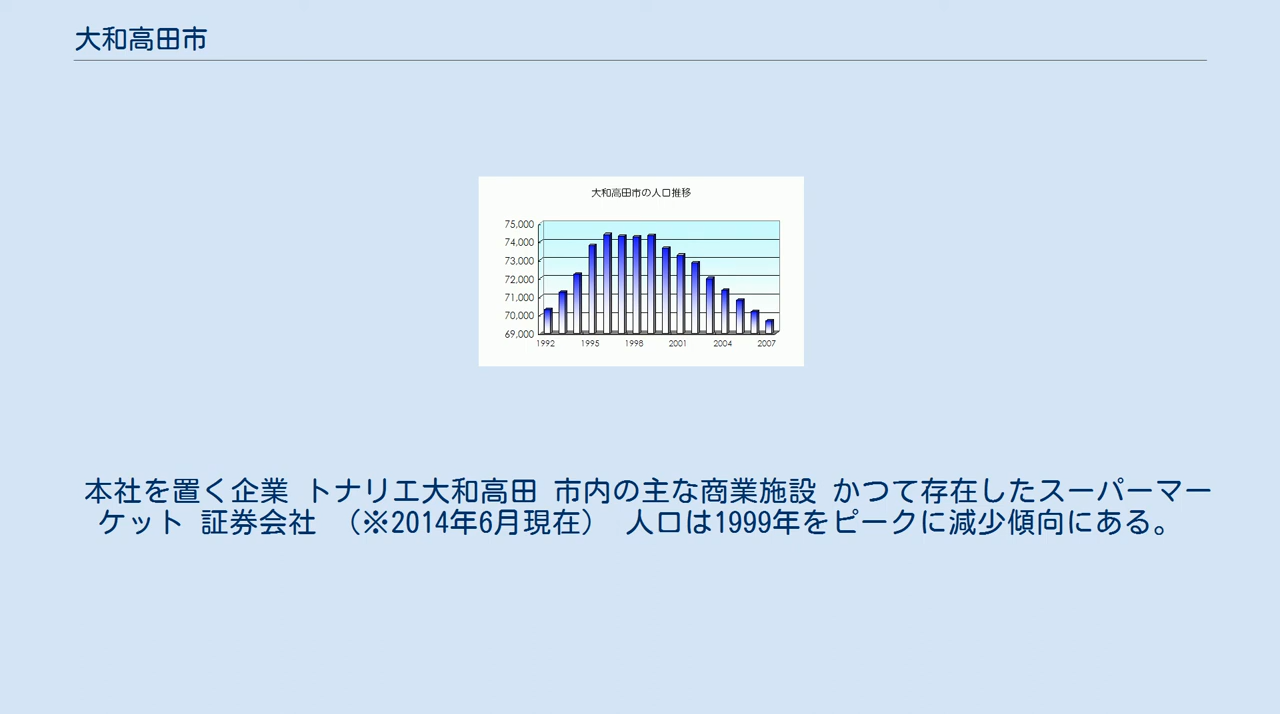 大和高田市
大和高田市の人口推移
75,000
74,000
73,000
72,000
71,000
70,000
69,000
1992 1995 1998 2001 2004 2007
本社を置く企業 トナリエ大和高田 市内の主な商業施設 かつて存在したスーパーマー
ケット 証券会社 （※2014年6月現在） 人口は1999年をピークに減少傾向にある。